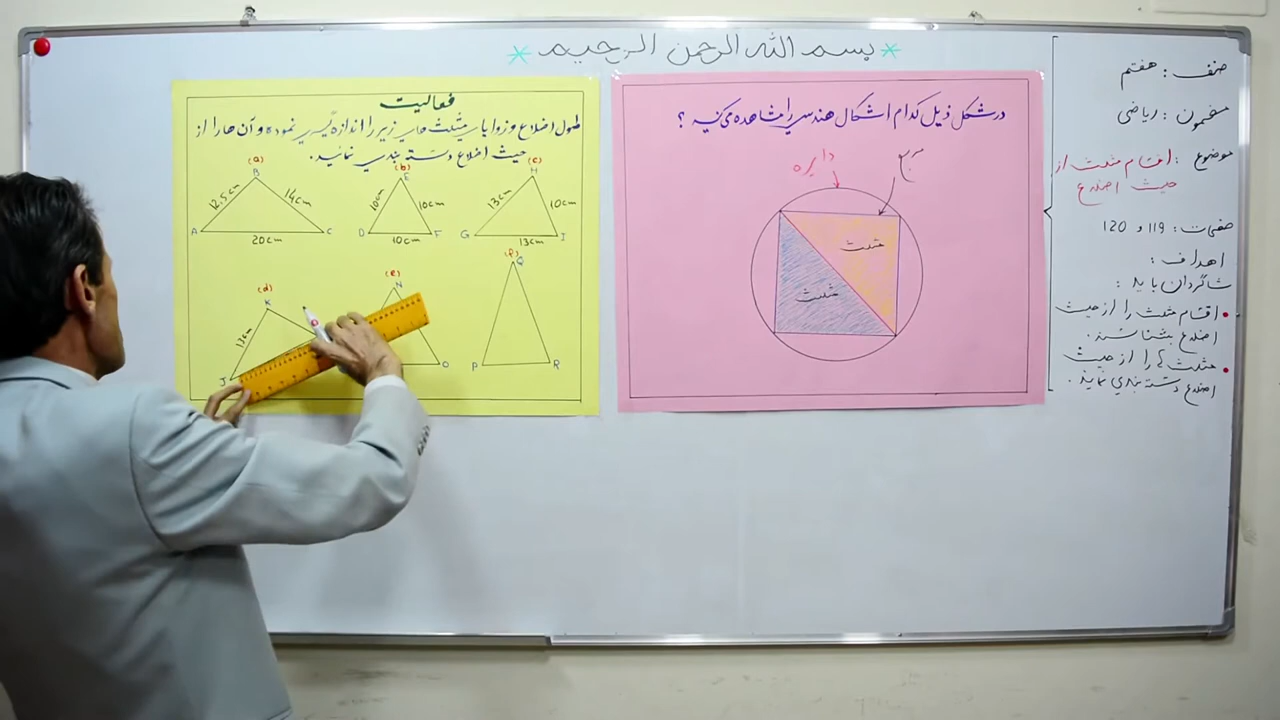 بسم الله الرحمن الرحیم
صنف: هفتم
مضمون: ریاضی
موضوع: اقسام مثلث از
حیث اضلاع
صفحات: 119 و 120
اهداف:
شاگردان باید:
اقسام مثلث را از حیث
اضلاع بشناسند.
مثلث ها را از حیث
اضلاع دسته بندی نمایند.
در شکل ذیل کدام اشکال هندسی را مشاهده می کنید؟
دایره
مربع
مثلث
مثلث
فعالیت
طول اضلاع و زوایای مثلث های زیر را اندازه گیری نموده و آن ها را از
حیث اضلاع دسته بندی نمائید.
(a) (b) (c)
B E H
12,5cm 14cm 10cm 10cm 13cm 10cm
A C D F G I
20cm 10cm 13cm
(d) (e) (f)
K N Q
13cm
J O P R